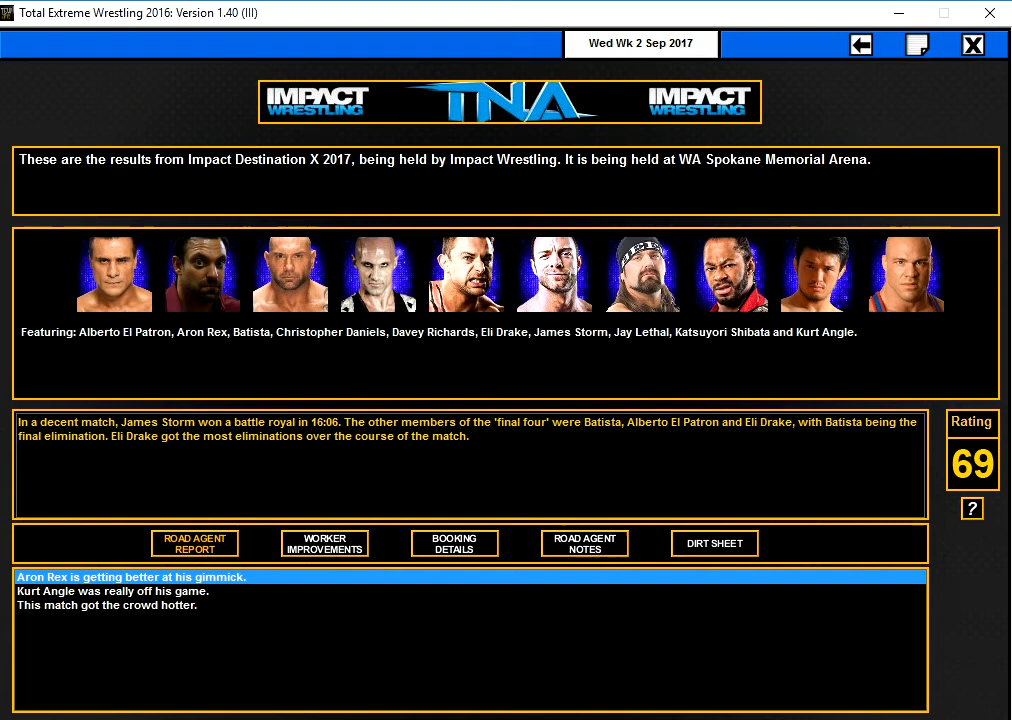 Total Extreme Wrestling 2016: Version 1.40 (III)
Wed Wk 2 Sep 2017
IMPACT WRESTLING TNA IMPACT WRESTLING
These are the results from Impact Destination X 2017, being held by Impact Wrestling. It is being held at WA Spokane Memorial Arena.
Featuring: Alberto El Patron, Aron Rex, Batista, Christopher Daniels, Davey Richards, Eli Drake, James Storm, Jay Lethal, Katsuyori Shibata and Kurt Angle.
In a decent match, James Storm won a battle royal in 16:06. The other members of the 'final four' were Batista, Alberto El Patron and Eli Drake, with Batista being the
final elimination. Eli Drake got the most eliminations over the course of the match.
Rating
69
?
ROAD AGENT REPORT
WORKER IMPROVEMENTS
BOOKING DETAILS
ROAD AGENT NOTES
DIRT SHEET
Aron Rex is getting better at his gimmick.
Kurt Angle was really off his game.
This match got the crowd hotter.